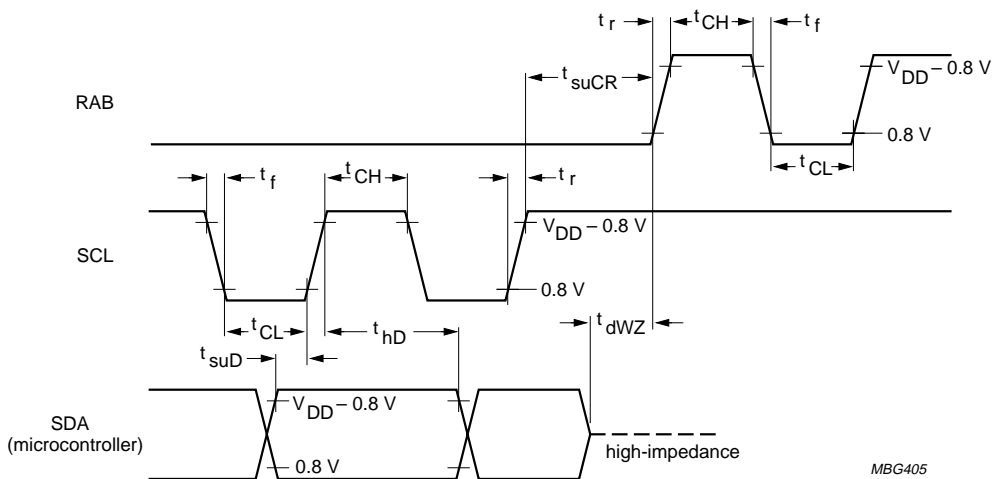 t r
t CH
t f
t suCR
V DD – 0.8 V
RAB
0.8 V
t CL
t f
t CH
t r
V DD – 0.8 V
SCL
0.8 V
t CL
t hD
t dWZ
t suD
SDA
(microcontroller)
V DD – 0.8 V
0.8 V
high-impedance
MBG405